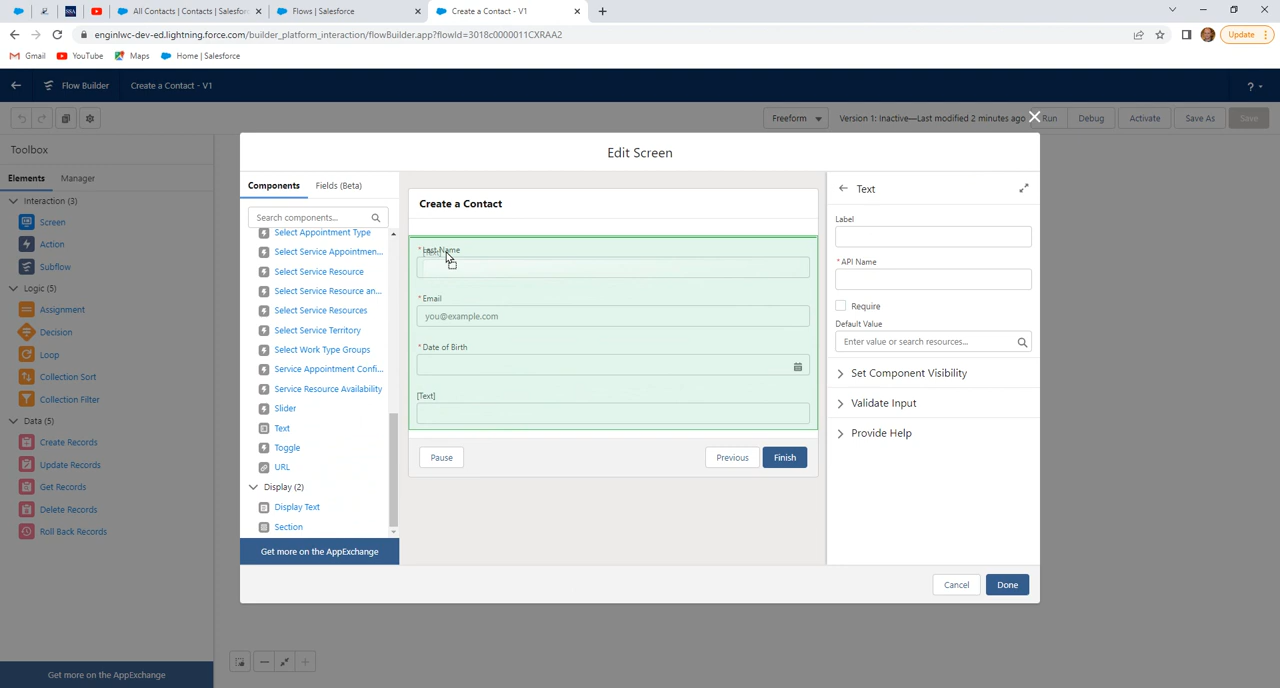 All Contacts | Contacts | Salesfor
Flows | Salesforce
Create a Contact - V1
enginlwc-dev-ed.lightning.force.com/builder_platform_interaction/flowBuilder.app?flowId=3018c0000011CXRAA2
Update
Gmail
YouTube
Maps
Home | Salesforce
Flow Builder
Create a Contact - V1
?
Freeform
Version 1: Inactive—Last modified 2 minutes ago
Run
Debug
Activate
Save As
Save
Toolbox
Elements
Manager
Interaction (3)
Screen
Action
Subflow
Logic (5)
Assignment
Decision
Loop
Collection Sort
Collection Filter
Data (5)
Create Records
Update Records
Get Records
Delete Records
Roll Back Records
Get more on the AppExchange
Edit Screen
Components
Fields (Beta)
Search components...
Select Appointment Type
Select Service Appointmen...
Select Service Resource
Select Service Resource an...
Select Service Resources
Select Service Territory
Select Work Type Groups
Service Appointment Confi...
Service Resource Availability
Slider
Text
Toggle
URL
Display (2)
Display Text
Section
Get more on the AppExchange
Create a Contact
* Last Name
* Email
you@example.com
* Date of Birth
[Text]
Pause
Previous
Finish
Text
Label
* API Name
Require
Default Value
Enter value or search resources...
Set Component Visibility
Validate Input
Provide Help
Cancel
Done